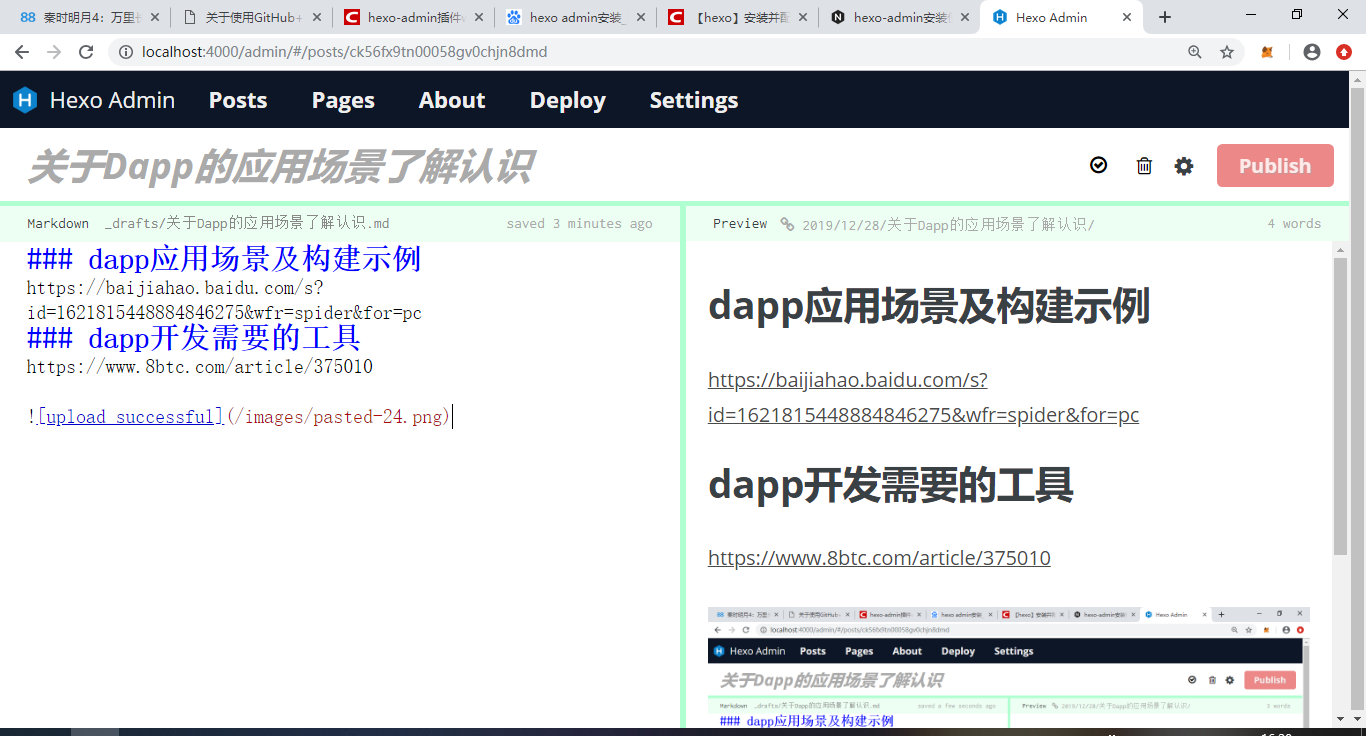 秦时明月4：万里长
关于使用GitHub+
hexo-admin插件w
hexo admin安装_
【hexo】安装并配
hexo-admin安装
Hexo Admin
localhost:4000/admin/#/posts/ck56fx9tn00058gv0chjn8dmd
Hexo Admin Posts Pages About Deploy Settings
关于Dapp的应用场景了解认识
Publish
Markdown _drafts/关于Dapp的应用场景了解认识.md saved 3 minutes ago
Preview 2019/12/28/关于Dapp的应用场景了解认识/ 4 words
### dapp应用场景及构建示例
https://baijiahao.baidu.com/s?
id=1621815448884846275&wfr=spider&for=pc
### dapp开发需要的工具
https://www.8btc.com/article/375010
![upload successful](/images/pasted-24.png)
dapp应用场景及构建示例
https://baijiahao.baidu.com/s?
id=1621815448884846275&wfr=spider&for=pc
dapp开发需要的工具
https://www.8btc.com/article/375010
秦时明月4：万里
关于使用GitHub+
hexo-admin插件
hexo admin安装_
【hexo】安装并配
hexo-admin安装
Hexo Admin
localhost:4000/admin/#/posts/ck56fx9tn00058gv0chjn8dmd
Hexo Admin Posts Pages About Deploy Settings
关于Dapp的应用场景了解认识
Publish
Markdown _drafts/关于Dapp的应用场景了解认识.md saved a few seconds ago
Preview 2019/12/28/关于Dapp的应用场景了解认识/ 3 words
### dapp应用场景及构建示例